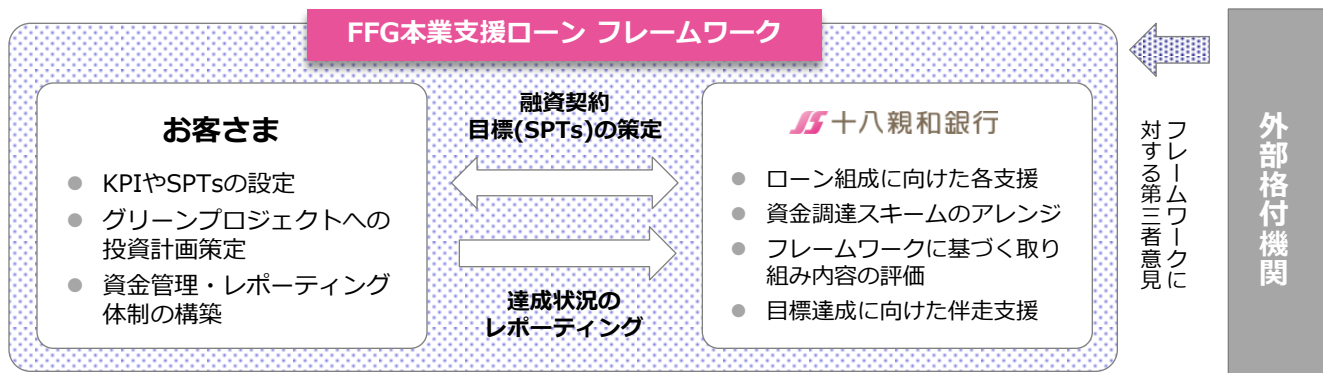 FFG本業支援ローン フレームワーク
お客さま
KPIやSPTsの設定
グリーンプロジェクトへの
投資計画策定
資金管理・レポーティング
体制の構築
融資契約
目標(SPTs)の策定
達成状況の
レポーティング
十八親和銀行
ローン組成に向けた各支援
資金調達スキームのアレンジ
フレームワークに基づく取り
組み内容の評価
目標達成に向けた伴走支援
フレームワークに
対する第三者意見
外部格付機関